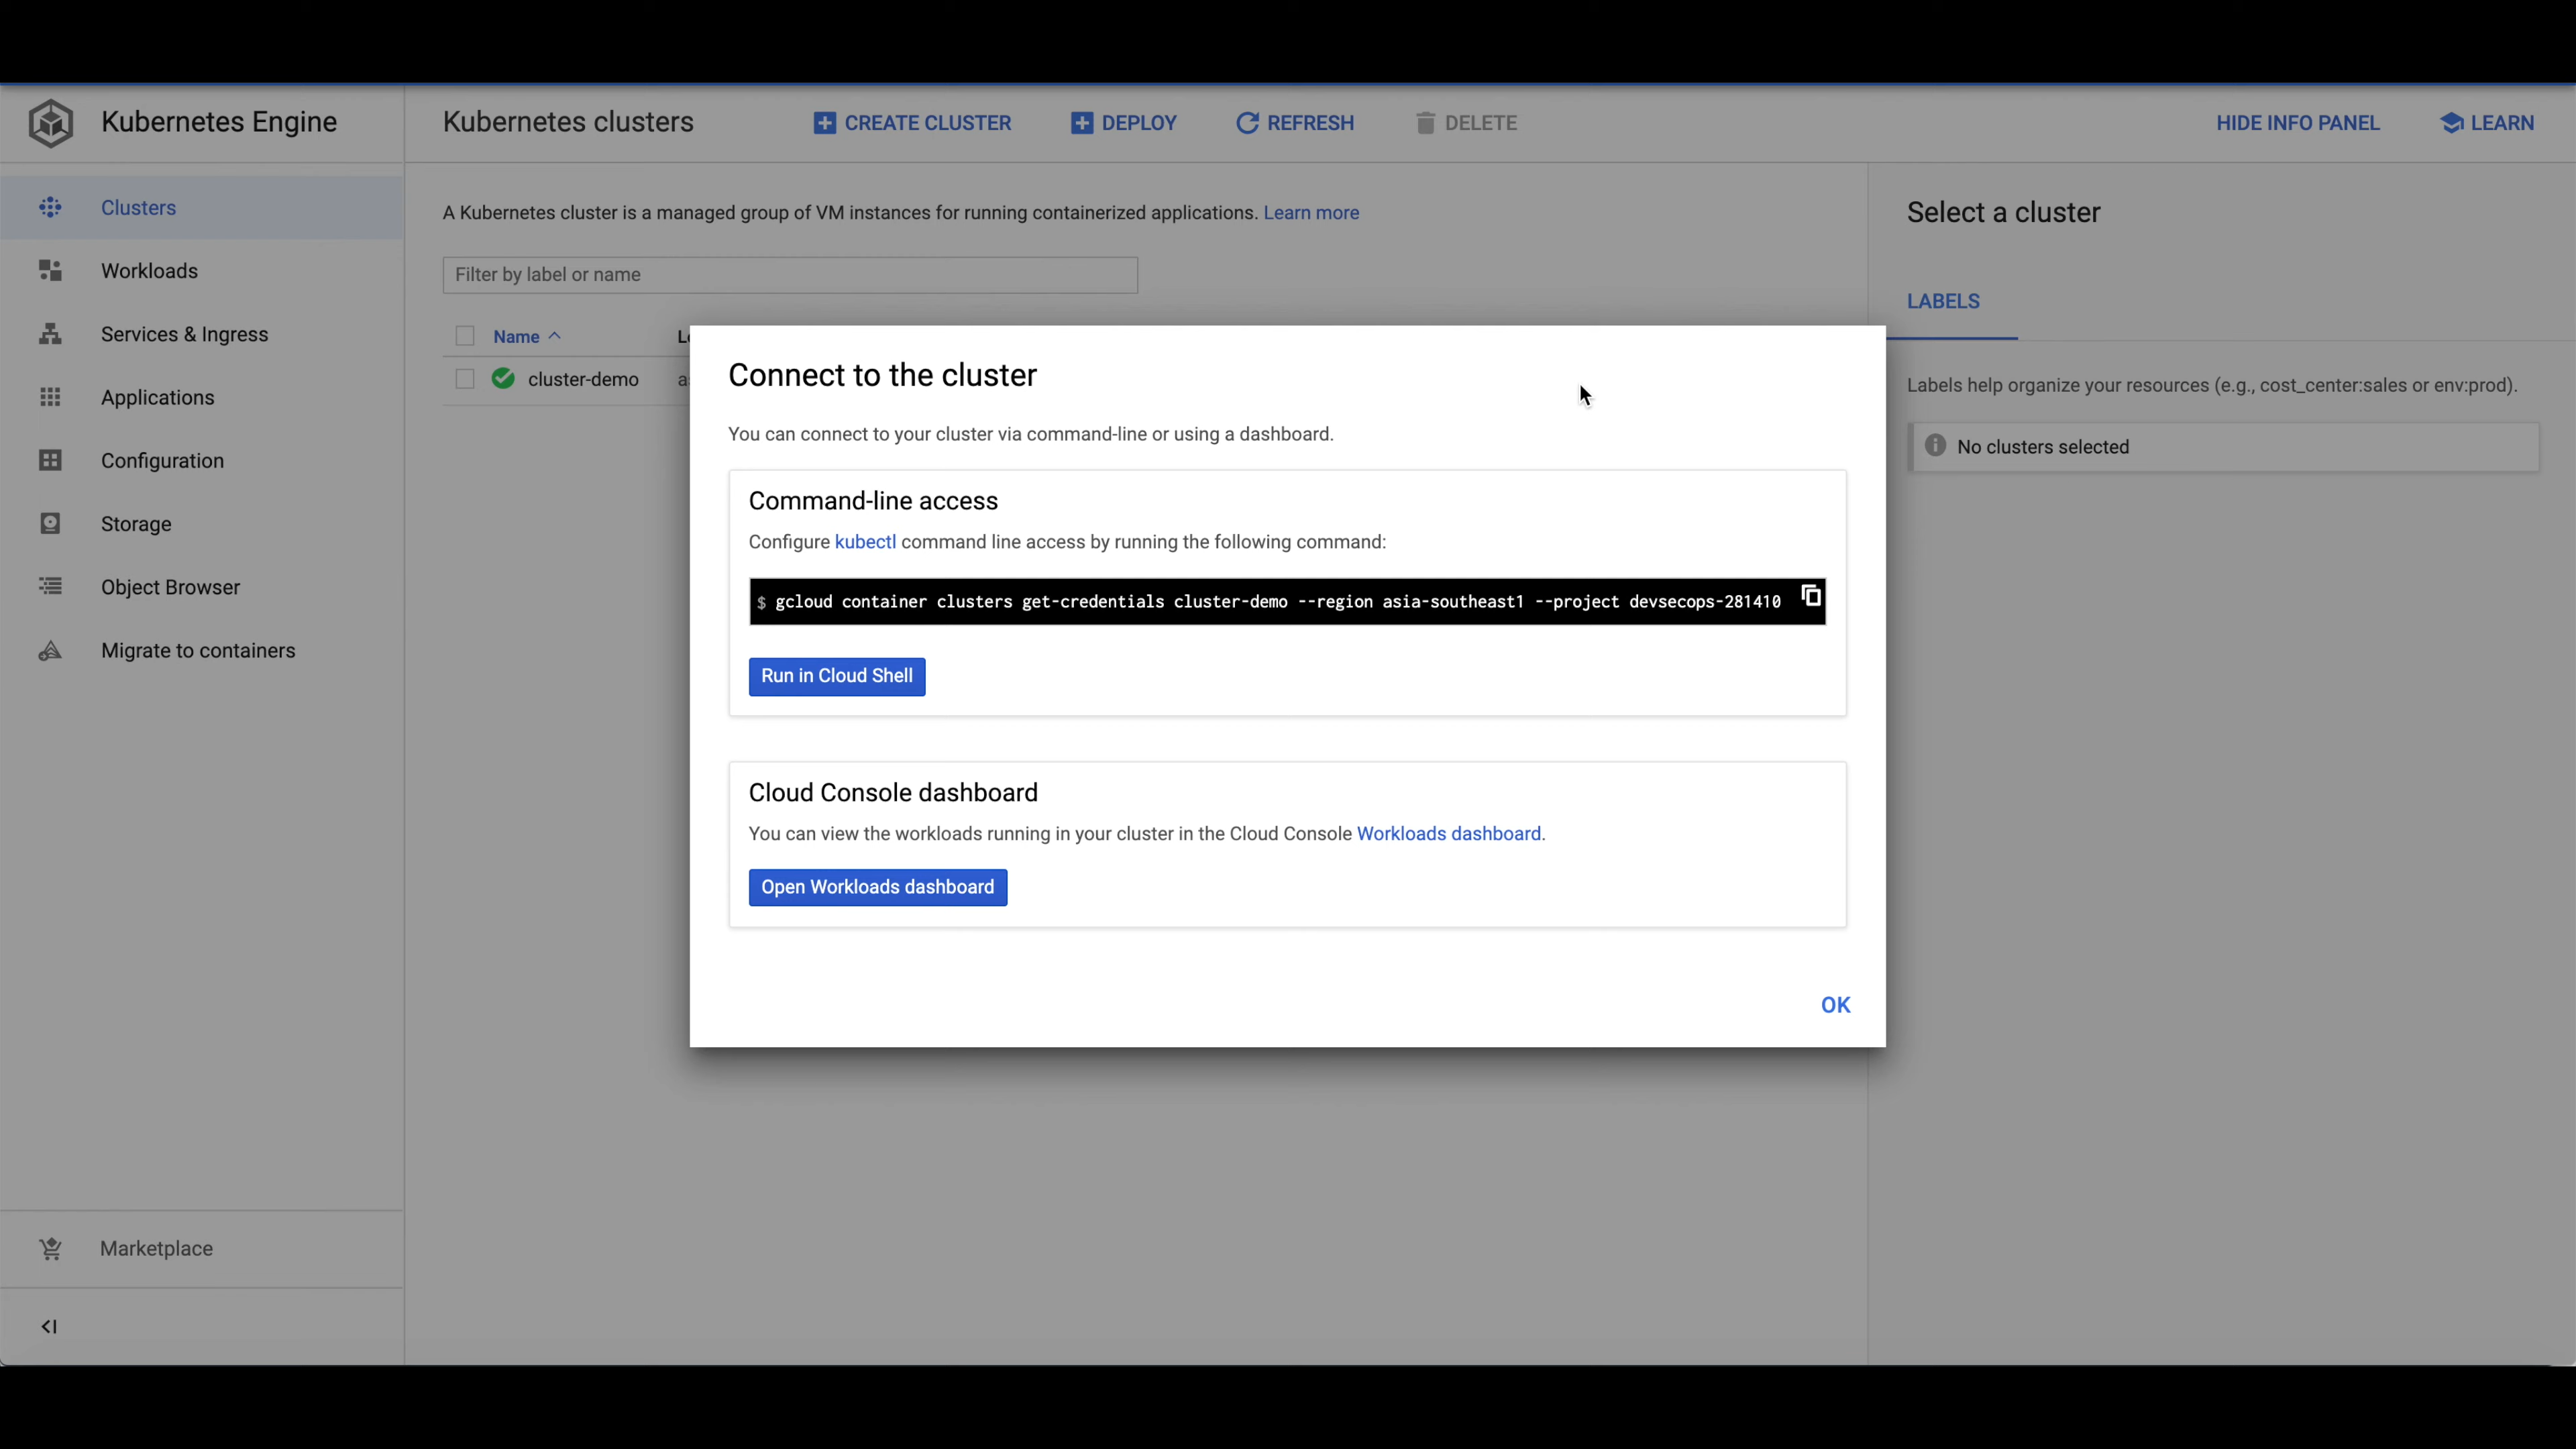 Kubernetes Engine
Kubernetes clusters
CREATE CLUSTER
DEPLOY
REFRESH
DELETE
HIDE INFO PANEL
LEARN
Clusters
Workloads
Services & Ingress
Applications
Configuration
Storage
Object Browser
Migrate to containers
Marketplace
A Kubernetes cluster is a managed group of VM instances for running containerized applications. Learn more
Filter by label or name
Name
cluster-demo
Connect to the cluster
You can connect to your cluster via command-line or using a dashboard.
Command-line access
Configure kubectl command line access by running the following command:
$ gcloud container clusters get-credentials cluster-demo --region asia-southeast1 --project devsecops-281410
Run in Cloud Shell
Cloud Console dashboard
You can view the workloads running in your cluster in the Cloud Console Workloads dashboard.
Open Workloads dashboard
OK
Select a cluster
LABELS
Labels help organize your resources (e.g., cost_center:sales or env:prod).
No clusters selected